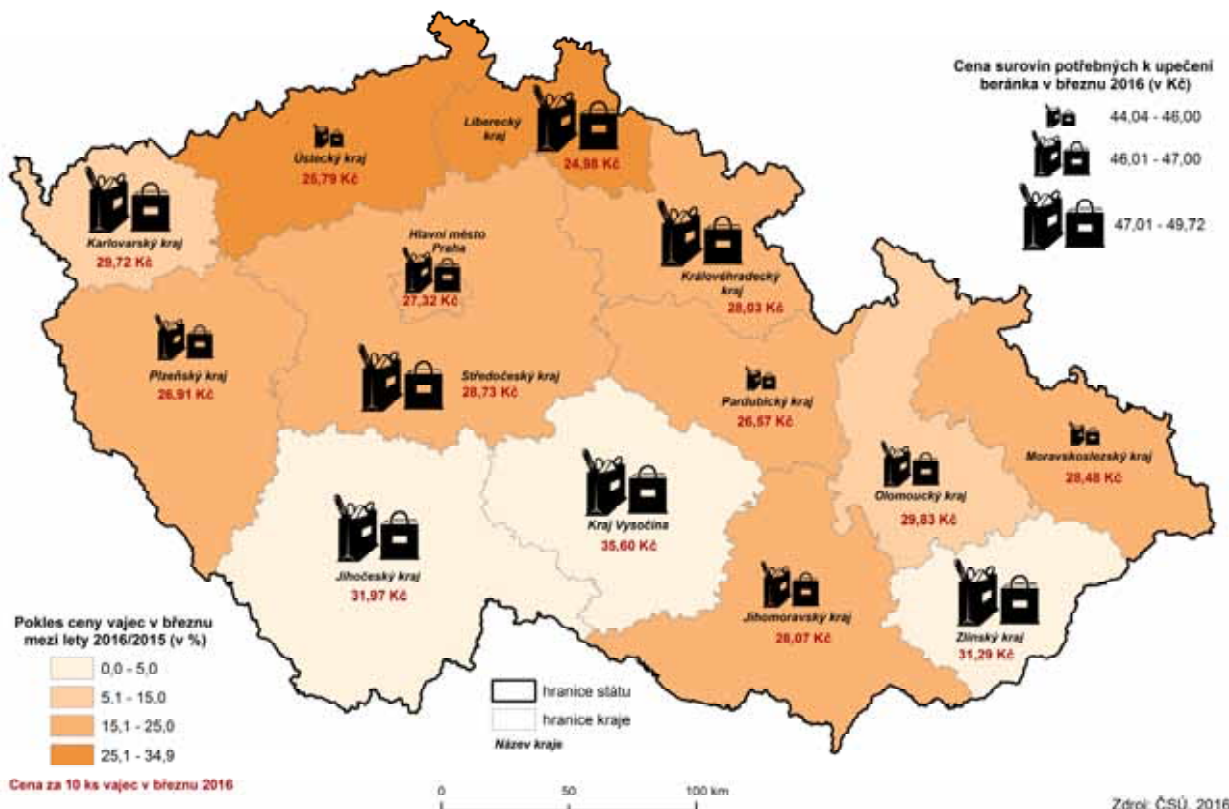 Cena surovin potřebných k upečení
beránka v březnu 2016 (v Kč)
44,04 - 46,00
46,01 - 47,00
47,01 - 49,72
Liberecký
kraj
24,98 Kč
Ústecký kraj
25,79 Kč
Karlovarský kraj
29,72 Kč
Hlavní město
Praha
27,32 Kč
Královéhradecký
kraj
28,03 Kč
Plzeňský kraj
26,91 Kč
Středočeský kraj
28,73 Kč
Pardubický kraj
26,57 Kč
Moravskoslezský kraj
28,48 Kč
Olomoucký kraj
29,83 Kč
Kraj Vysočina
35,60 Kč
Jihočeský kraj
31,97 Kč
Jihomoravský kraj
28,07 Kč
Zlínský kraj
31,29 Kč
Pokles ceny vajec v březnu
mezi lety 2016/2015 (v %)
0,0 - 5,0
5,1 - 15,0
15,1 - 25,0
25,1 - 34,9
Cena za 10 ks vajec v březnu 2016
hranice státu
hranice kraje
Název kraje
0 50 100 km
Zdroj: ČSÚ, 2016